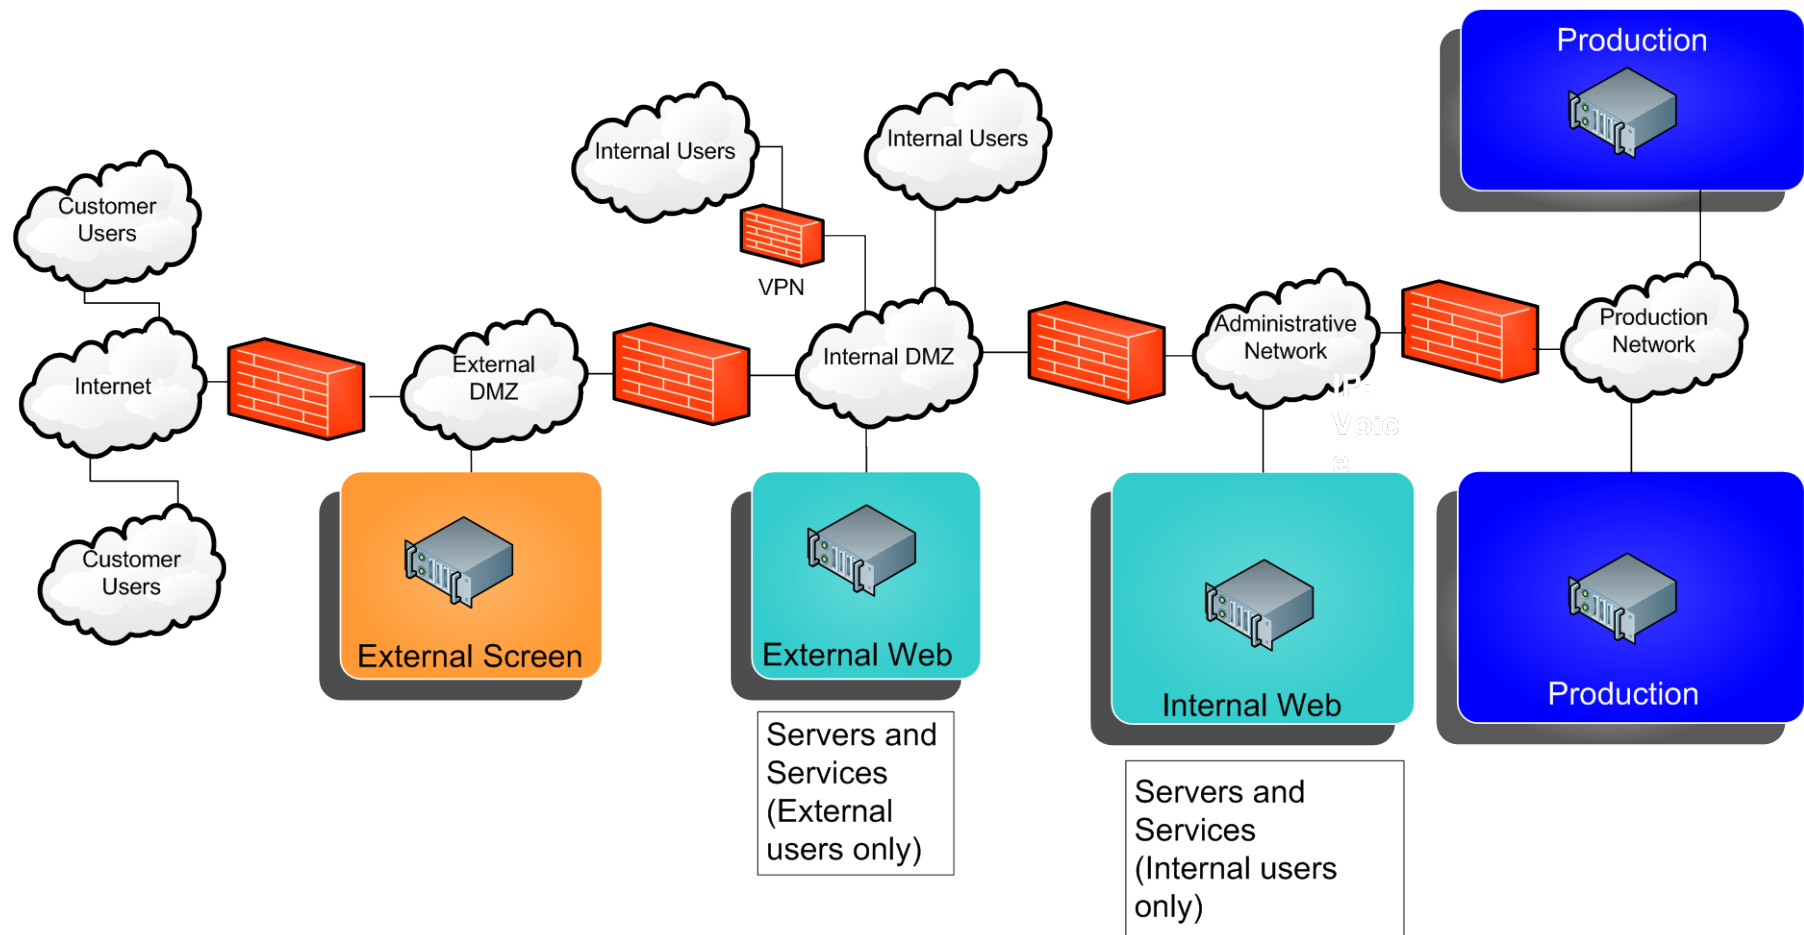 Production
Internal Users
Internal Users
Customer
Users
VPN
Internet
External
DMZ
Internal DMZ
Administrative
Network
Production
Network
IP:
Voic
e
Customer
Users
External Screen
External Web
Internal Web
Production
Servers and
Services
(External
users only)
Servers and
Services
(Internal users
only)